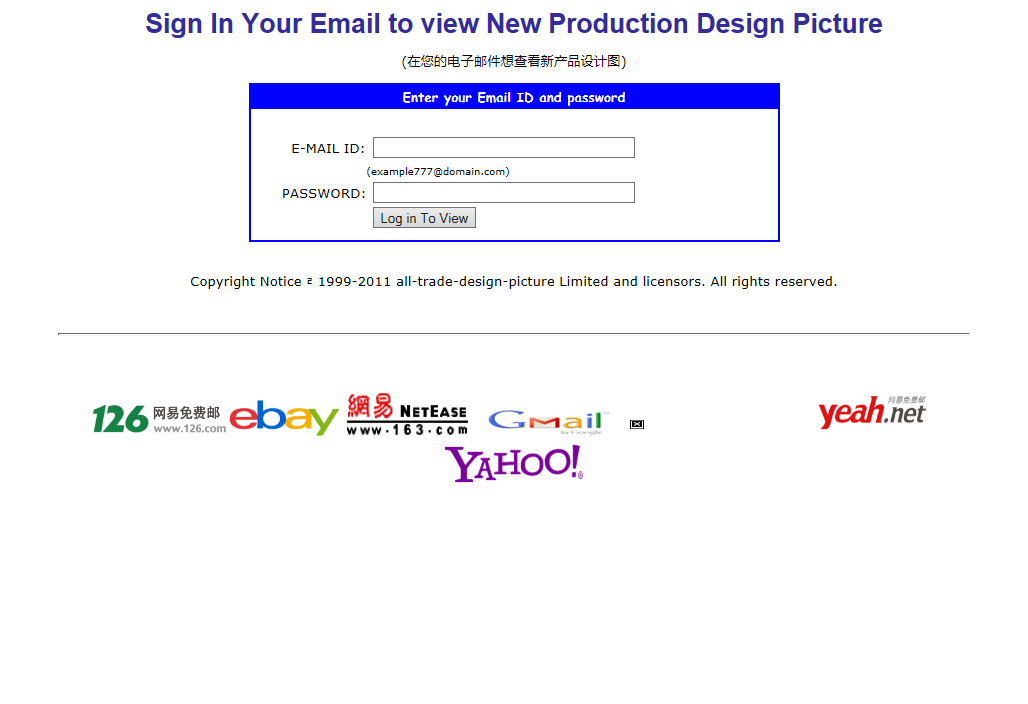 Sign In Your Email to view New Production Design Picture
(在您的电子邮件想查看新产品设计图)
Enter your Email ID and password
E-MAIL ID:
(example777@domain.com)
PASSWORD:
Log in To View
Copyright Notice 1999-2011 all-trade-design-picture Limited and licensors. All rights reserved.
126 网易免费邮 www.126.com
ebay
網易 NETEASE
www.163.com
Gmail
by Google
网易免费邮
yeah.net
YAHOO!